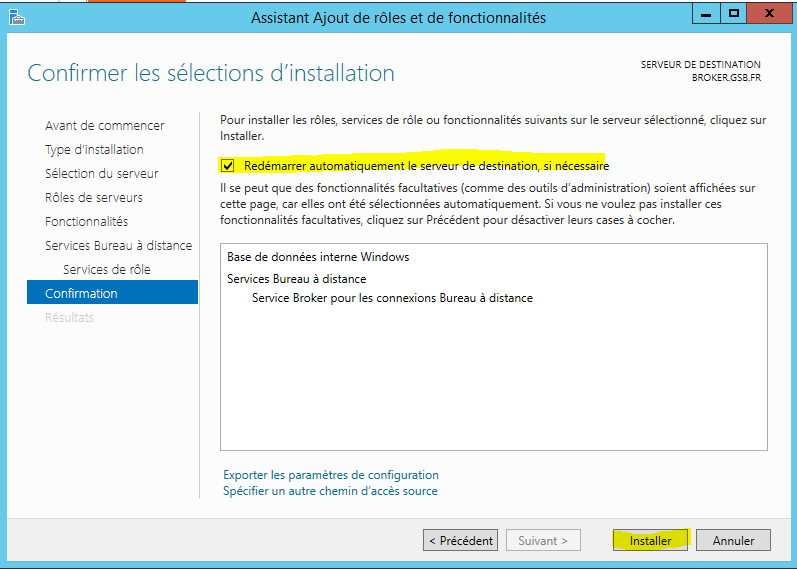 Assistant Ajout de rôles et de fonctionnalités
Confirmer les sélections d'installation
SERVEUR DE DESTINATION
BROKER.GSB.FR
Avant de commencer
Type d'installation
Sélection du serveur
Rôles de serveurs
Fonctionnalités
Services Bureau à distance
Services de rôle
Confirmation
Résultats
Pour installer les rôles, services de rôle ou fonctionnalités suivants sur le serveur sélectionné, cliquez sur
Installer.
Redémarrer automatiquement le serveur de destination, si nécessaire
Il se peut que des fonctionnalités facultatives (comme des outils d'administration) soient affichées sur
cette page, car elles ont été sélectionnées automatiquement. Si vous ne voulez pas installer ces
fonctionnalités facultatives, cliquez sur Précédent pour désactiver leurs cases à cocher.
Base de données interne Windows
Services Bureau à distance
Service Broker pour les connexions Bureau à distance
Exporter les paramètres de configuration
Spécifier un autre chemin d'accès source
< Précédent
Suivant >
Installer
Annuler